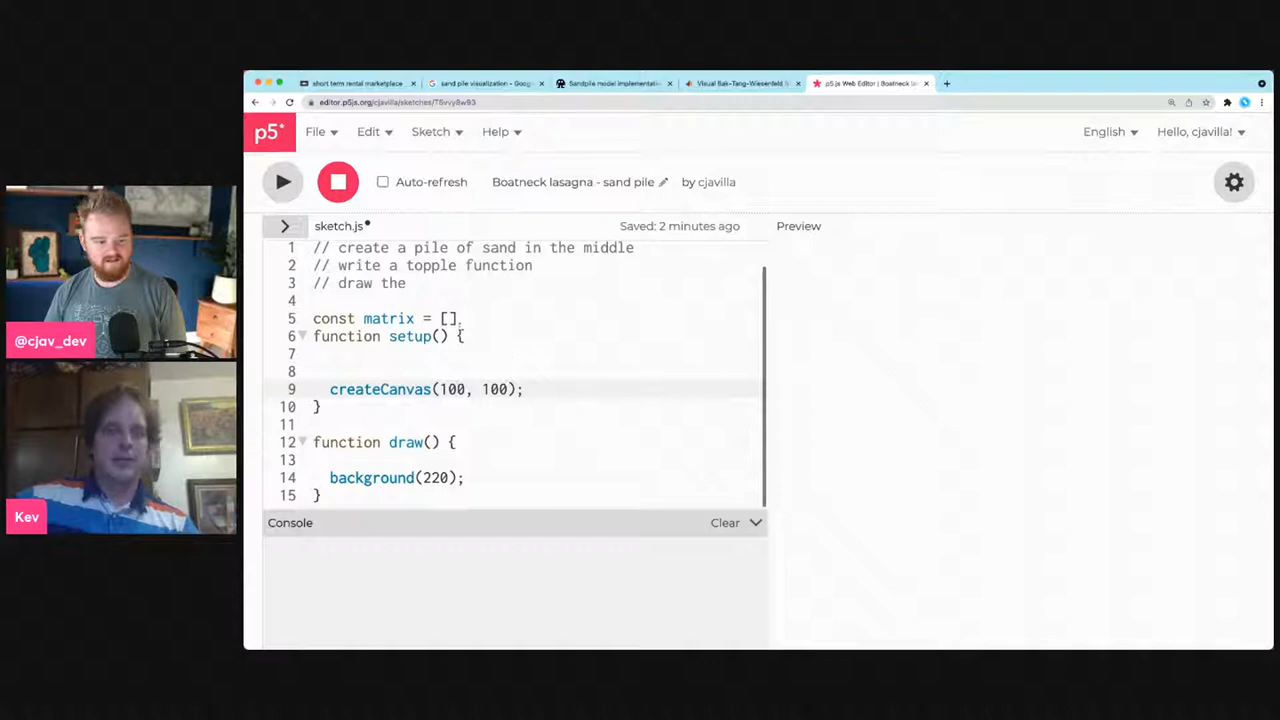 short term rental marketplace
sand pile visualization - Goog
Sandpile model implementati
Visual Bak-Tang-Wiesenfeld S
p5.js Web Editor | Boatneck la
editor.p5js.org/cjavilla/sketches/
p5* File Edit Sketch Help English Hello, cjavilla!
Auto-refresh Boatneck lasagna - sand pile by cjavilla
sketch.js Saved: 2 minutes ago Preview
1 // create a pile of sand in the middle
2 // write a topple function
3 // draw the
4
5 const matrix = [];
6 function setup() {
7
8
9 createCanvas(100, 100);
10 }
11
12 function draw() {
13
14 background(220);
15 }
Console Clear
@cjav_dev
Kev